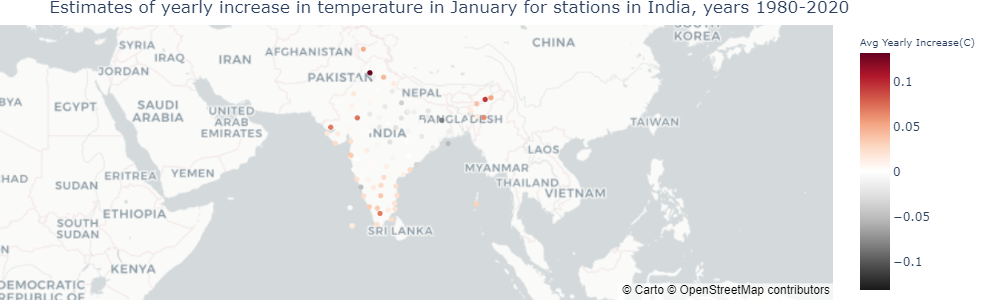 Estimates of yearly increase in temperature in January for stations in India, years 1980-2020
SOUTH
KOREA
Avg Yearly Increase(C)
SYRIA
CHINA
AFGHANISTAN
IRAQ
IRAN
JORDAN
PAKISTAN
0.1
NEPAL
BYA
EGYPT
SAUDI
ARABIA
UNITED
ARAB
EMIRATES
BANGLADESH
TAIWAN
0.05
INDIA
LAOS
0
MYANMAR
YEMEN
ERITREA
HAD
SUDAN
THAILAND
VIETNAM
ETHIOPIA
−0.05
SOUTH
SUDAN
SRI LANKA
N
−0.1
KENYA
DEMOCRATIC
REPUBLIC OF
© Carto © OpenStreetMap contributors